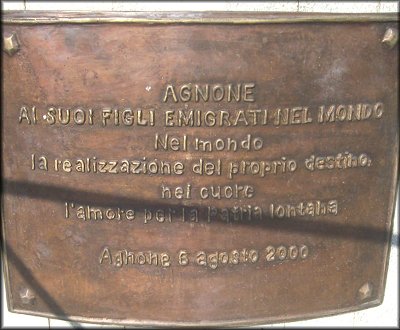 AGNONE
AI SUOI FIGLI EMIGRATI NEL MONDO
Nel mondo
la realizzazione del proprio destino,
nel cuore
l'amore per la Patria lontana
Agnone 6 agosto 2000